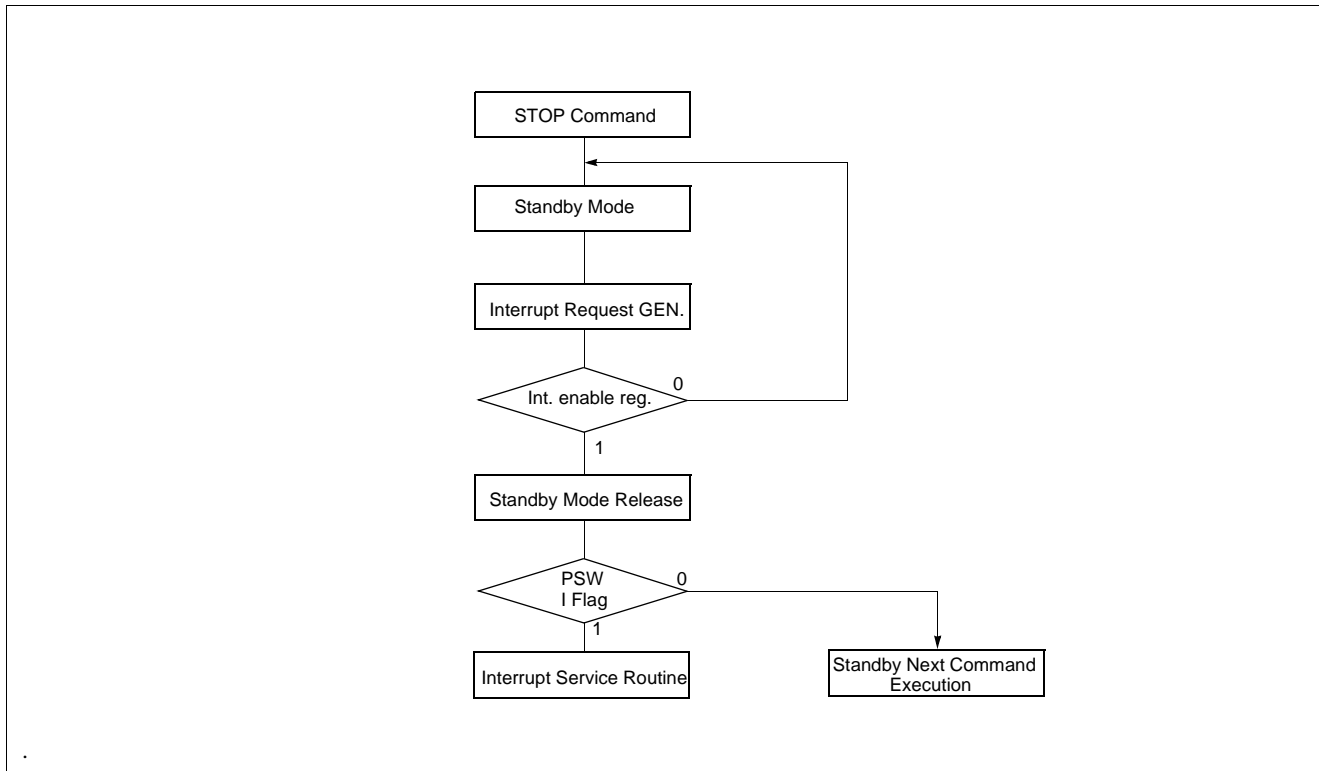 STOP Command
Standby Mode
Interrupt Request GEN.
Int. enable reg.
0
1
Standby Mode Release
PSW
I Flag
0
1
Interrupt Service Routine
Standby Next Command
Execution
.